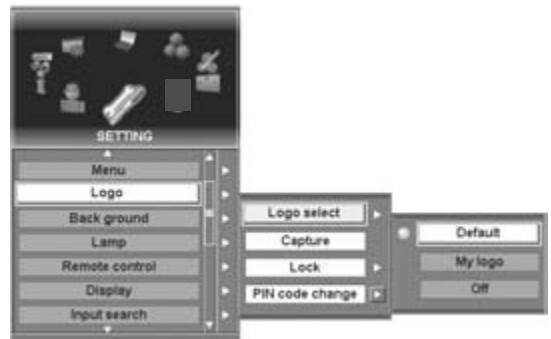 SETTING
Menu
Logo
Back ground
Lamp
Remote control
Display
Input search
Logo select
Capture
Lock
PIN code change
Default
My logo
Off